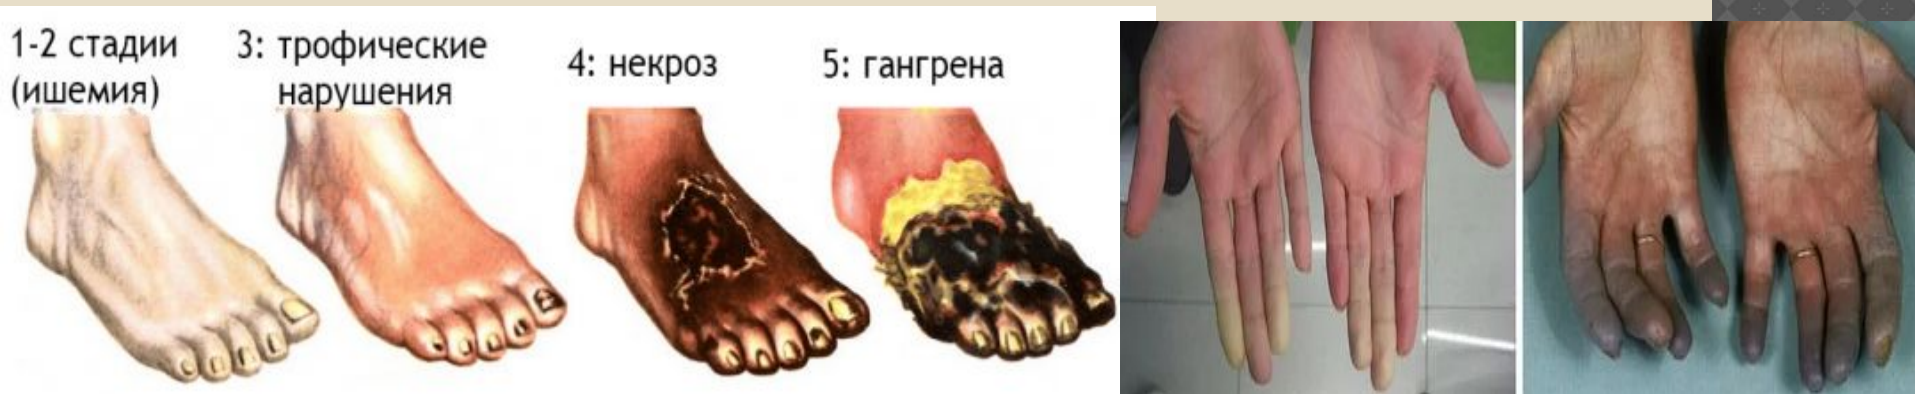 1-2 стадии
(ишемия)
3: трофические
нарушения
4: некроз
5: гангрена